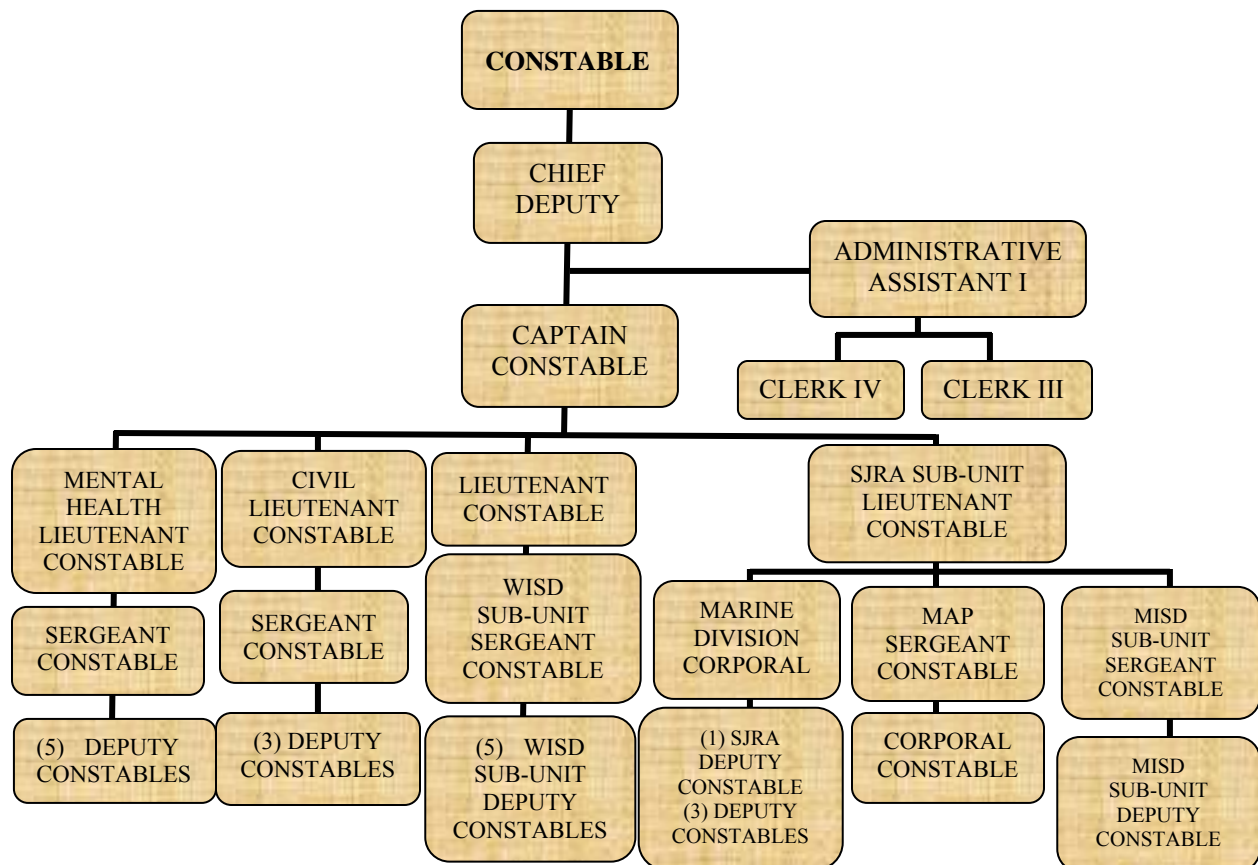 CONSTABLE
CHIEF
DEPUTY
ADMINISTRATIVE
ASSISTANT I
CAPTAIN
CONSTABLE
CLERK IV
CLERK III
MENTAL
HEALTH
LIEUTENANT
CONSTABLE
CIVIL
LIEUTENANT
CONSTABLE
LIEUTENANT
CONSTABLE
SJRA SUB-UNIT
LIEUTENANT
CONSTABLE
SERGEANT
CONSTABLE
SERGEANT
CONSTABLE
WISD
SUB-UNIT
SERGEANT
CONSTABLE
MARINE
DIVISION
CORPORAL
MAP
SERGEANT
CONSTABLE
MISD
SUB-UNIT
SERGEANT
CONSTABLE
(5) DEPUTY
CONSTABLES
(3) DEPUTY
CONSTABLES
(5) WISD
SUB-UNIT
DEPUTY
CONSTABLES
(1) SJRA
DEPUTY
CONSTABLE
(3) DEPUTY
CONSTABLES
CORPORAL
CONSTABLE
MISD
SUB-UNIT
DEPUTY
CONSTABLE